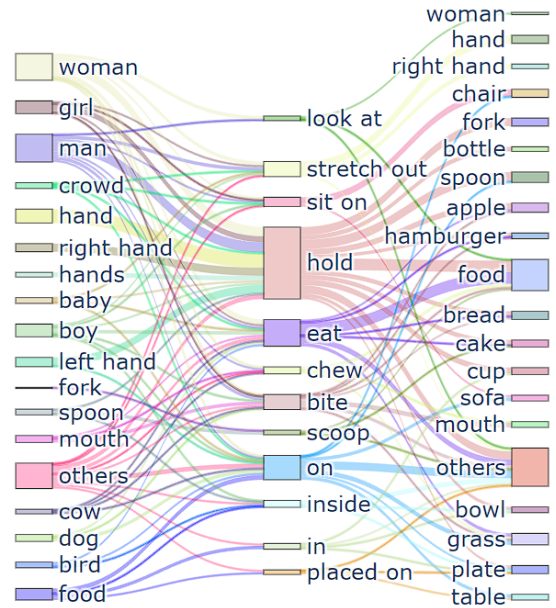 woman
girl
man
crowd
hand
right hand
hands
baby
boy
left hand
fork
spoon
mouth
others
cow
dog
bird
food
look at
stretch out
sit on
hold
eat
chew
bite
scoop
on
inside
in
placed on
woman
hand
right hand
chair
fork
bottle
spoon
apple
hamburger
food
bread
cake
cup
sofa
mouth
others
bowl
grass
plate
table